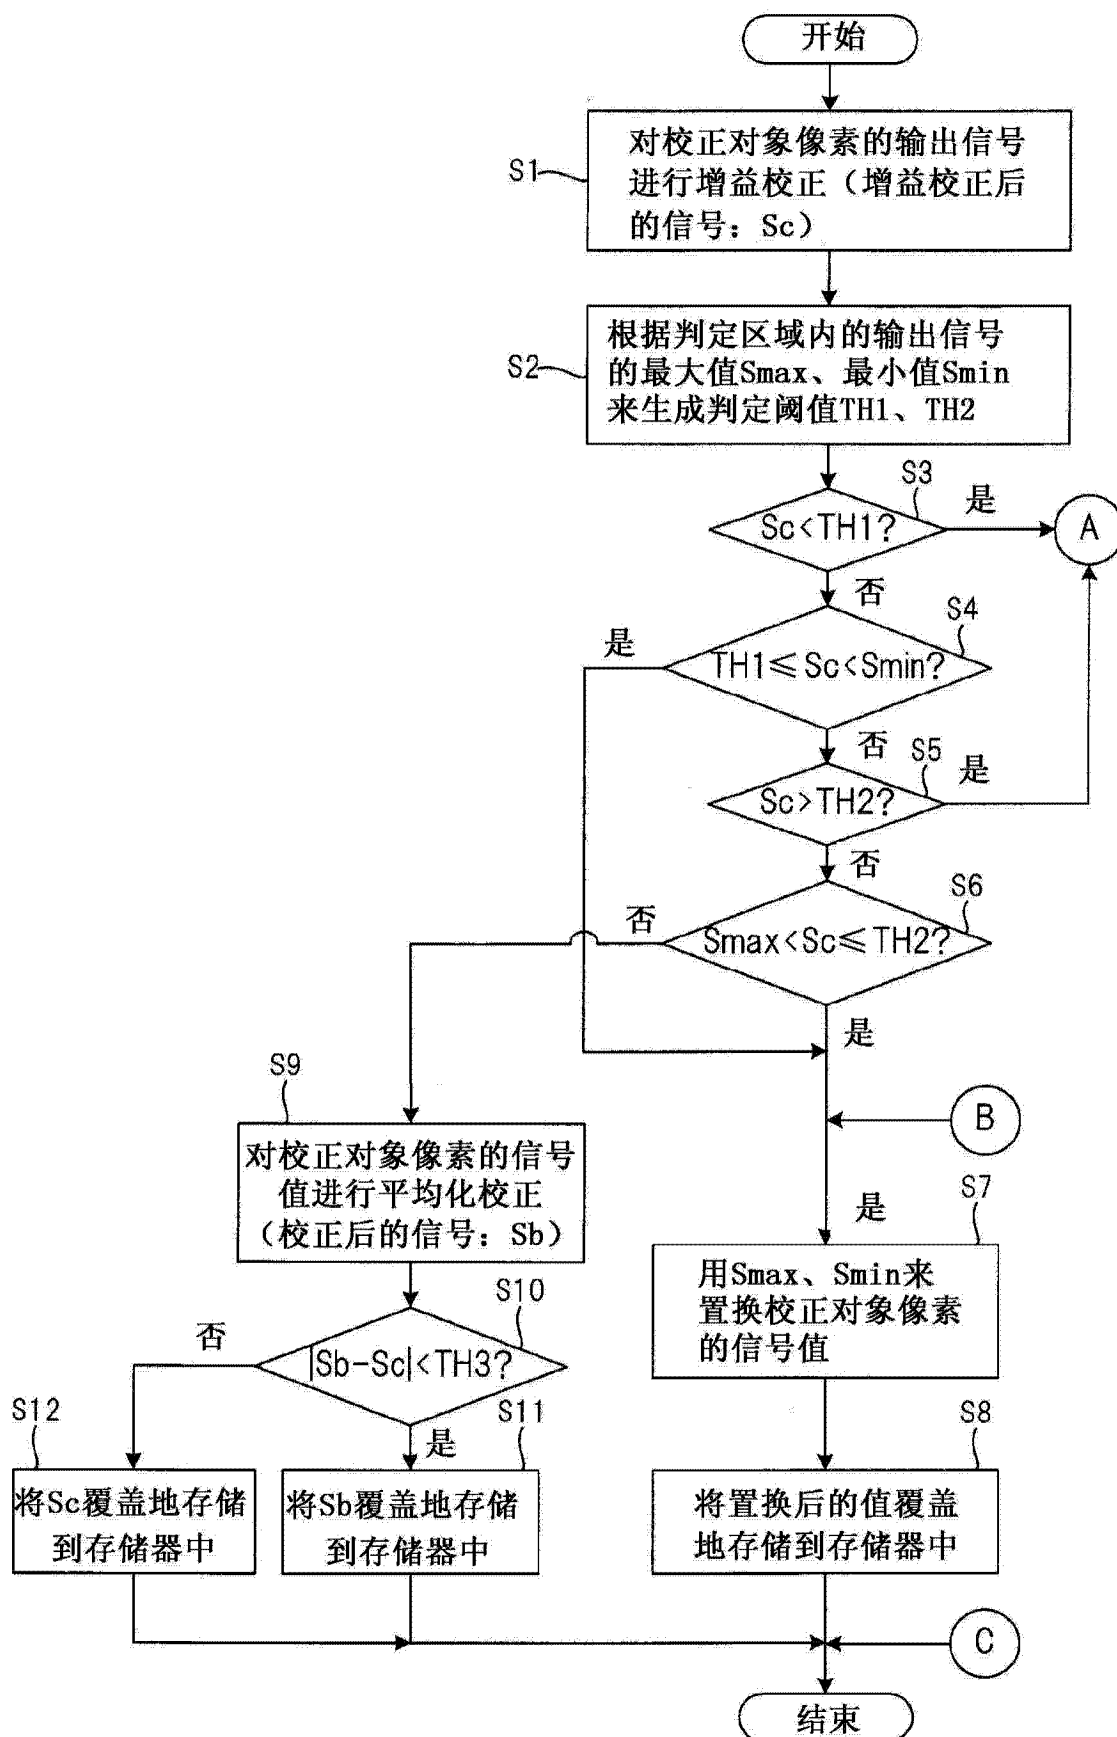 开始
S1
对校正对象像素的输出信号
进行增益校正（增益校正后
的信号：Sc）
S2
根据判定区域内的输出信号
的最大值Smax、最小值Smin
来生成判定阈值TH1、TH2
S3
Sc<TH1?
是
A
否
S4
TH1≤Sc<Smin?
是
否
S5
Sc>TH2?
是
否
S6
Smax<Sc≤TH2?
否
是
B
是
S9
对校正对象像素的信号
值进行平均化校正
（校正后的信号：Sb）
S7
用Smax、Smin来
置换校正对象像素
的信号值
S10
|Sb-Sc|<TH3?
否
是
S12
将Sc覆盖地存储
到存储器中
S11
将Sb覆盖地存储
到存储器中
S8
将置换后的值覆盖
地存储到存储器中
C
结束